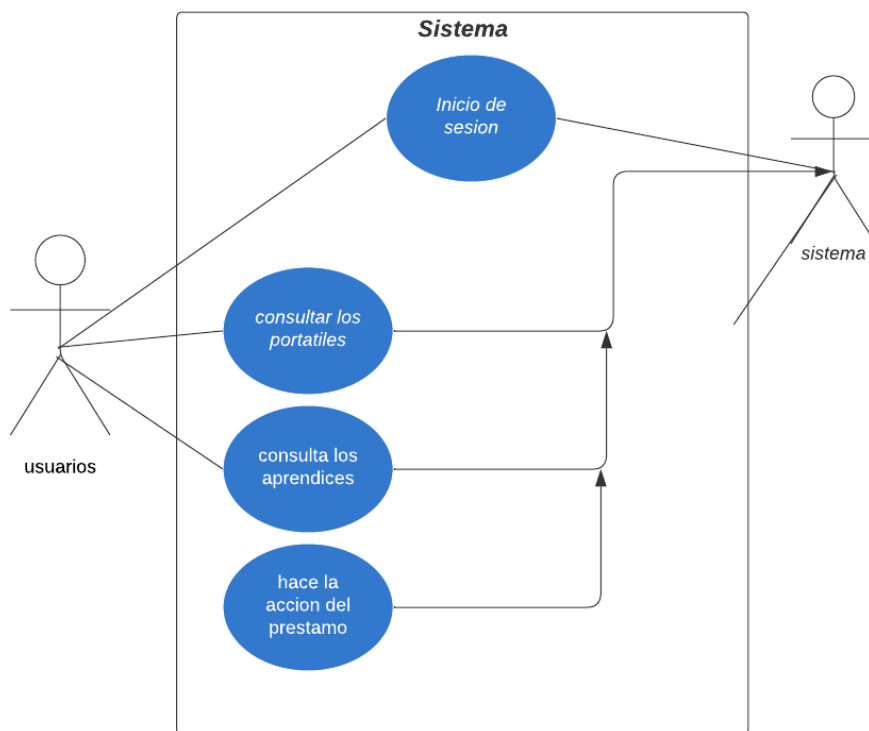 Sistema
Inicio de
sesion
sistema
consultar los
portatiles
usuarios
consulta los
aprendices
hace la
accion del
prestamo